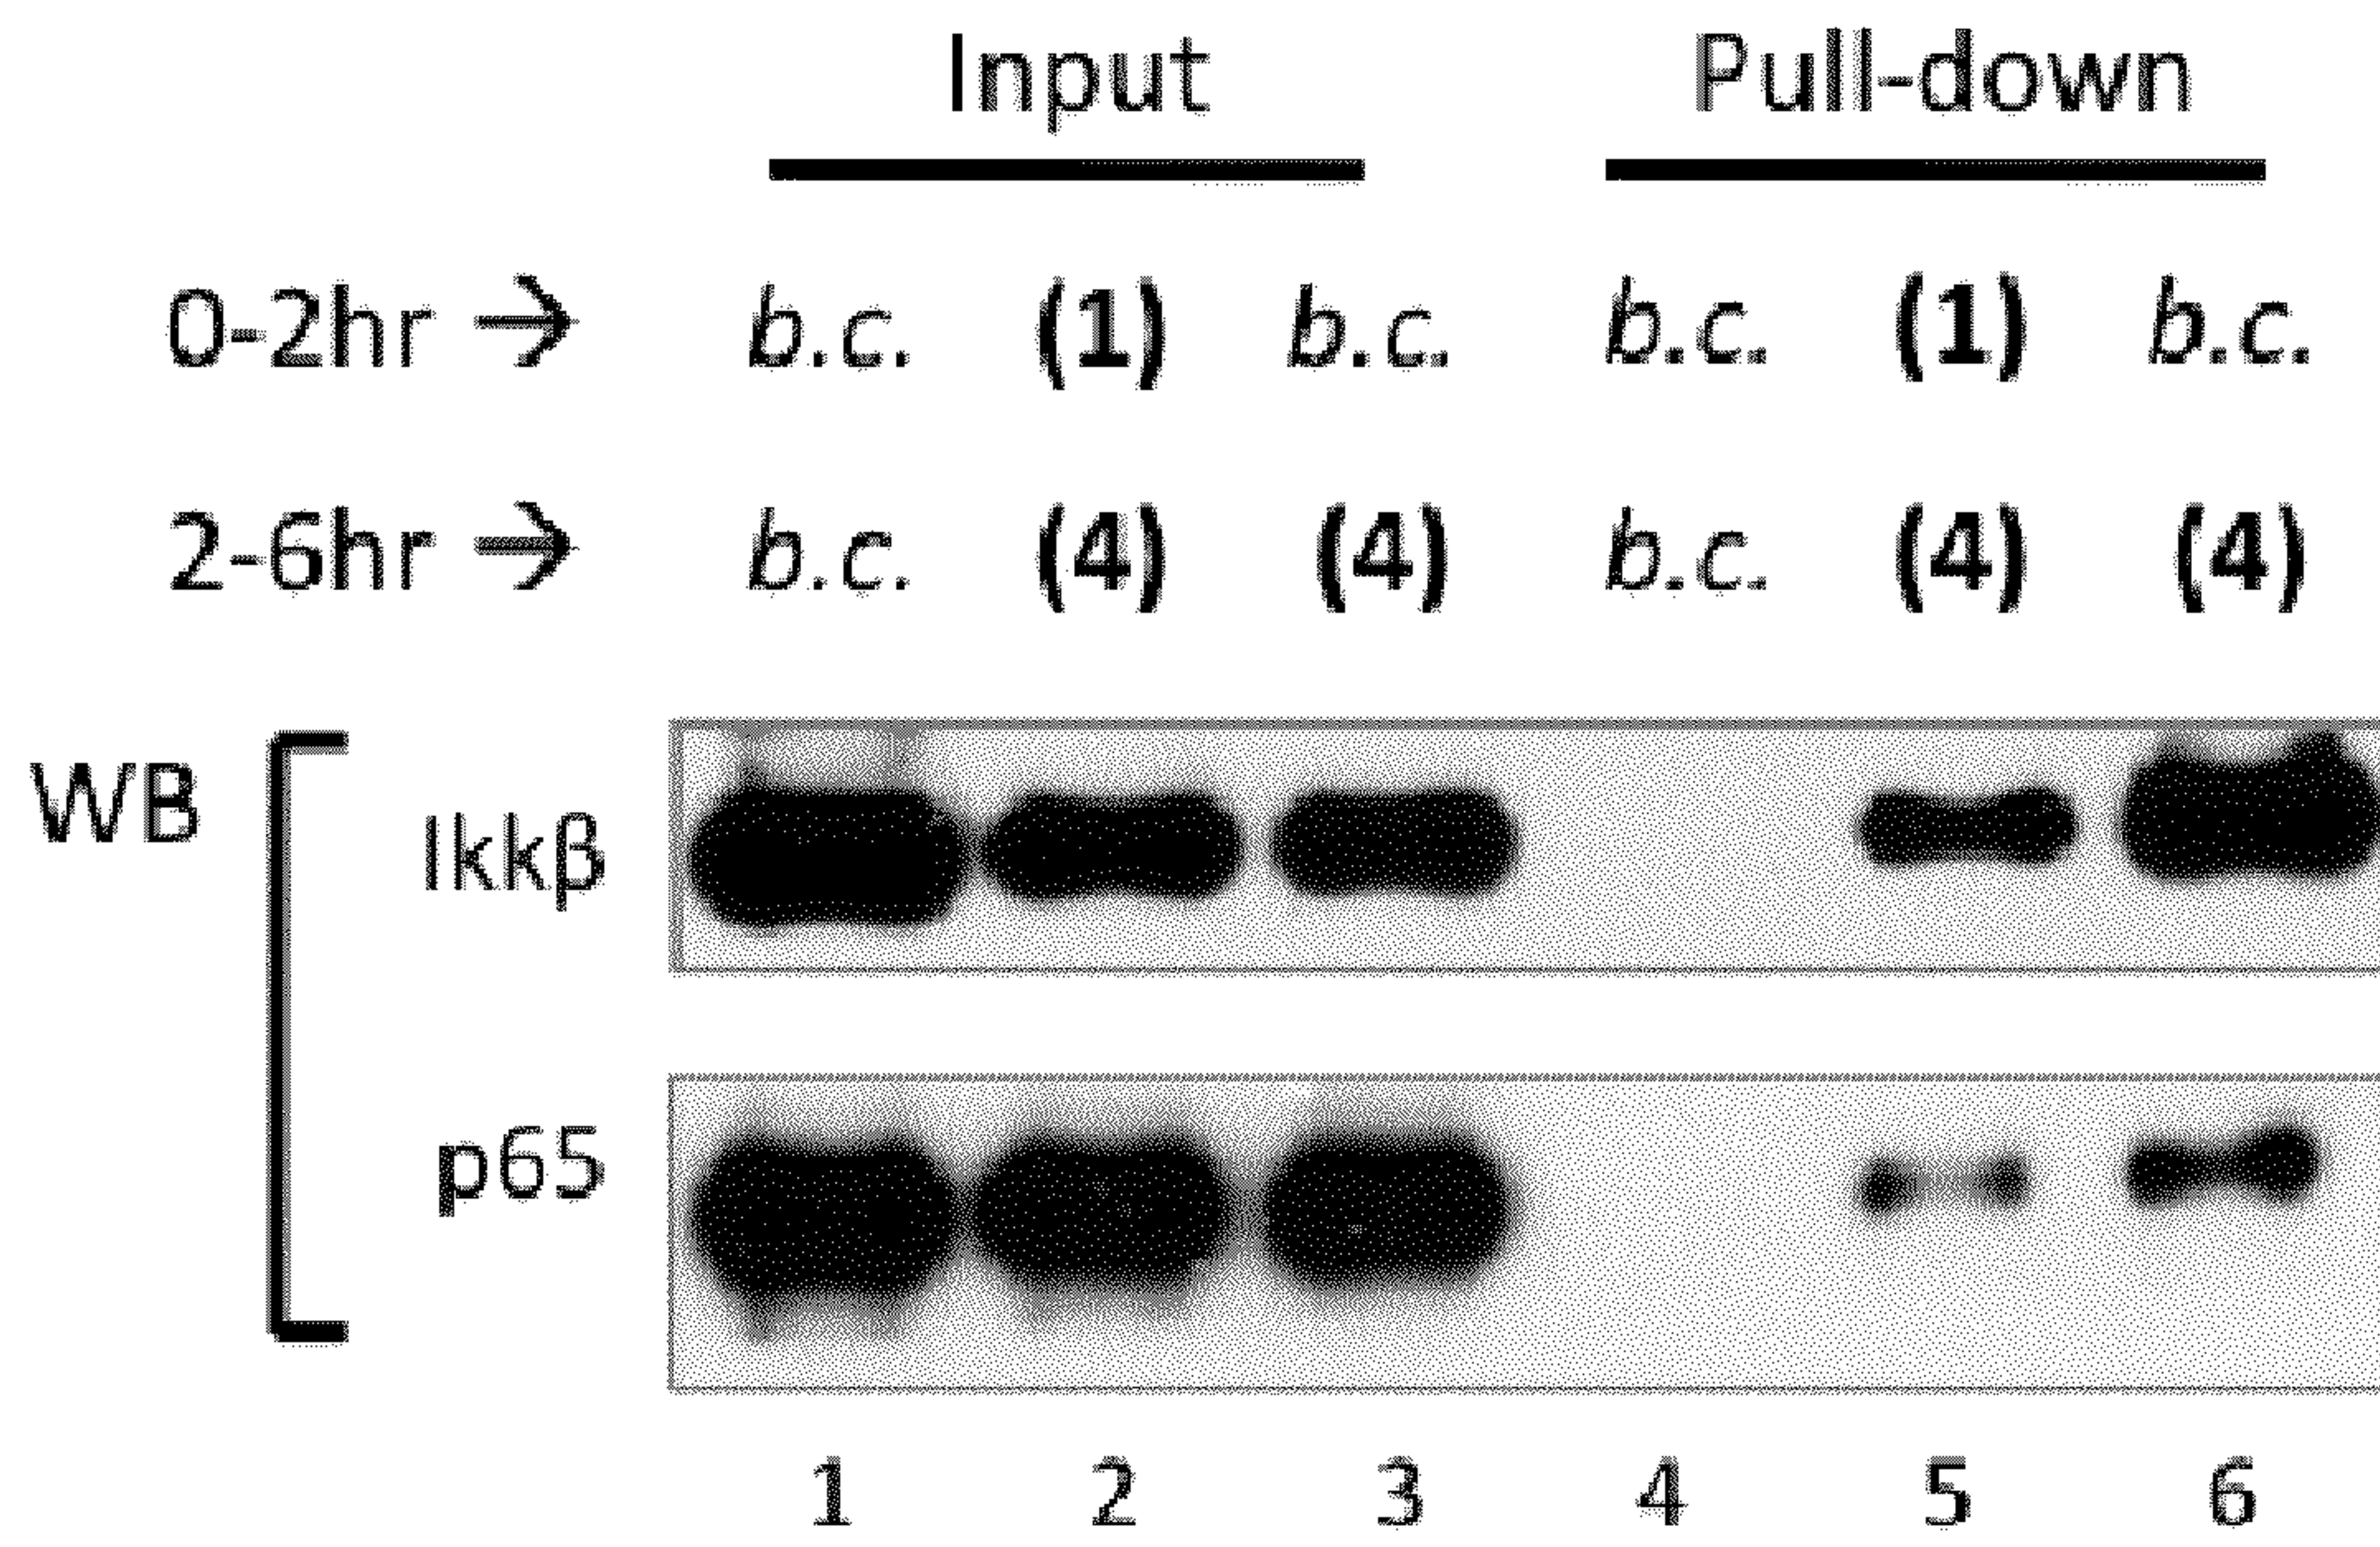 Input Pull-down
0-2hr → b.c. (1) b.c. b.c. (1) b.c.
2-6hr → b.c. (4) (4) b.c. (4) (4)
WB
Ikkβ
p65
1 2 3 4 5 6